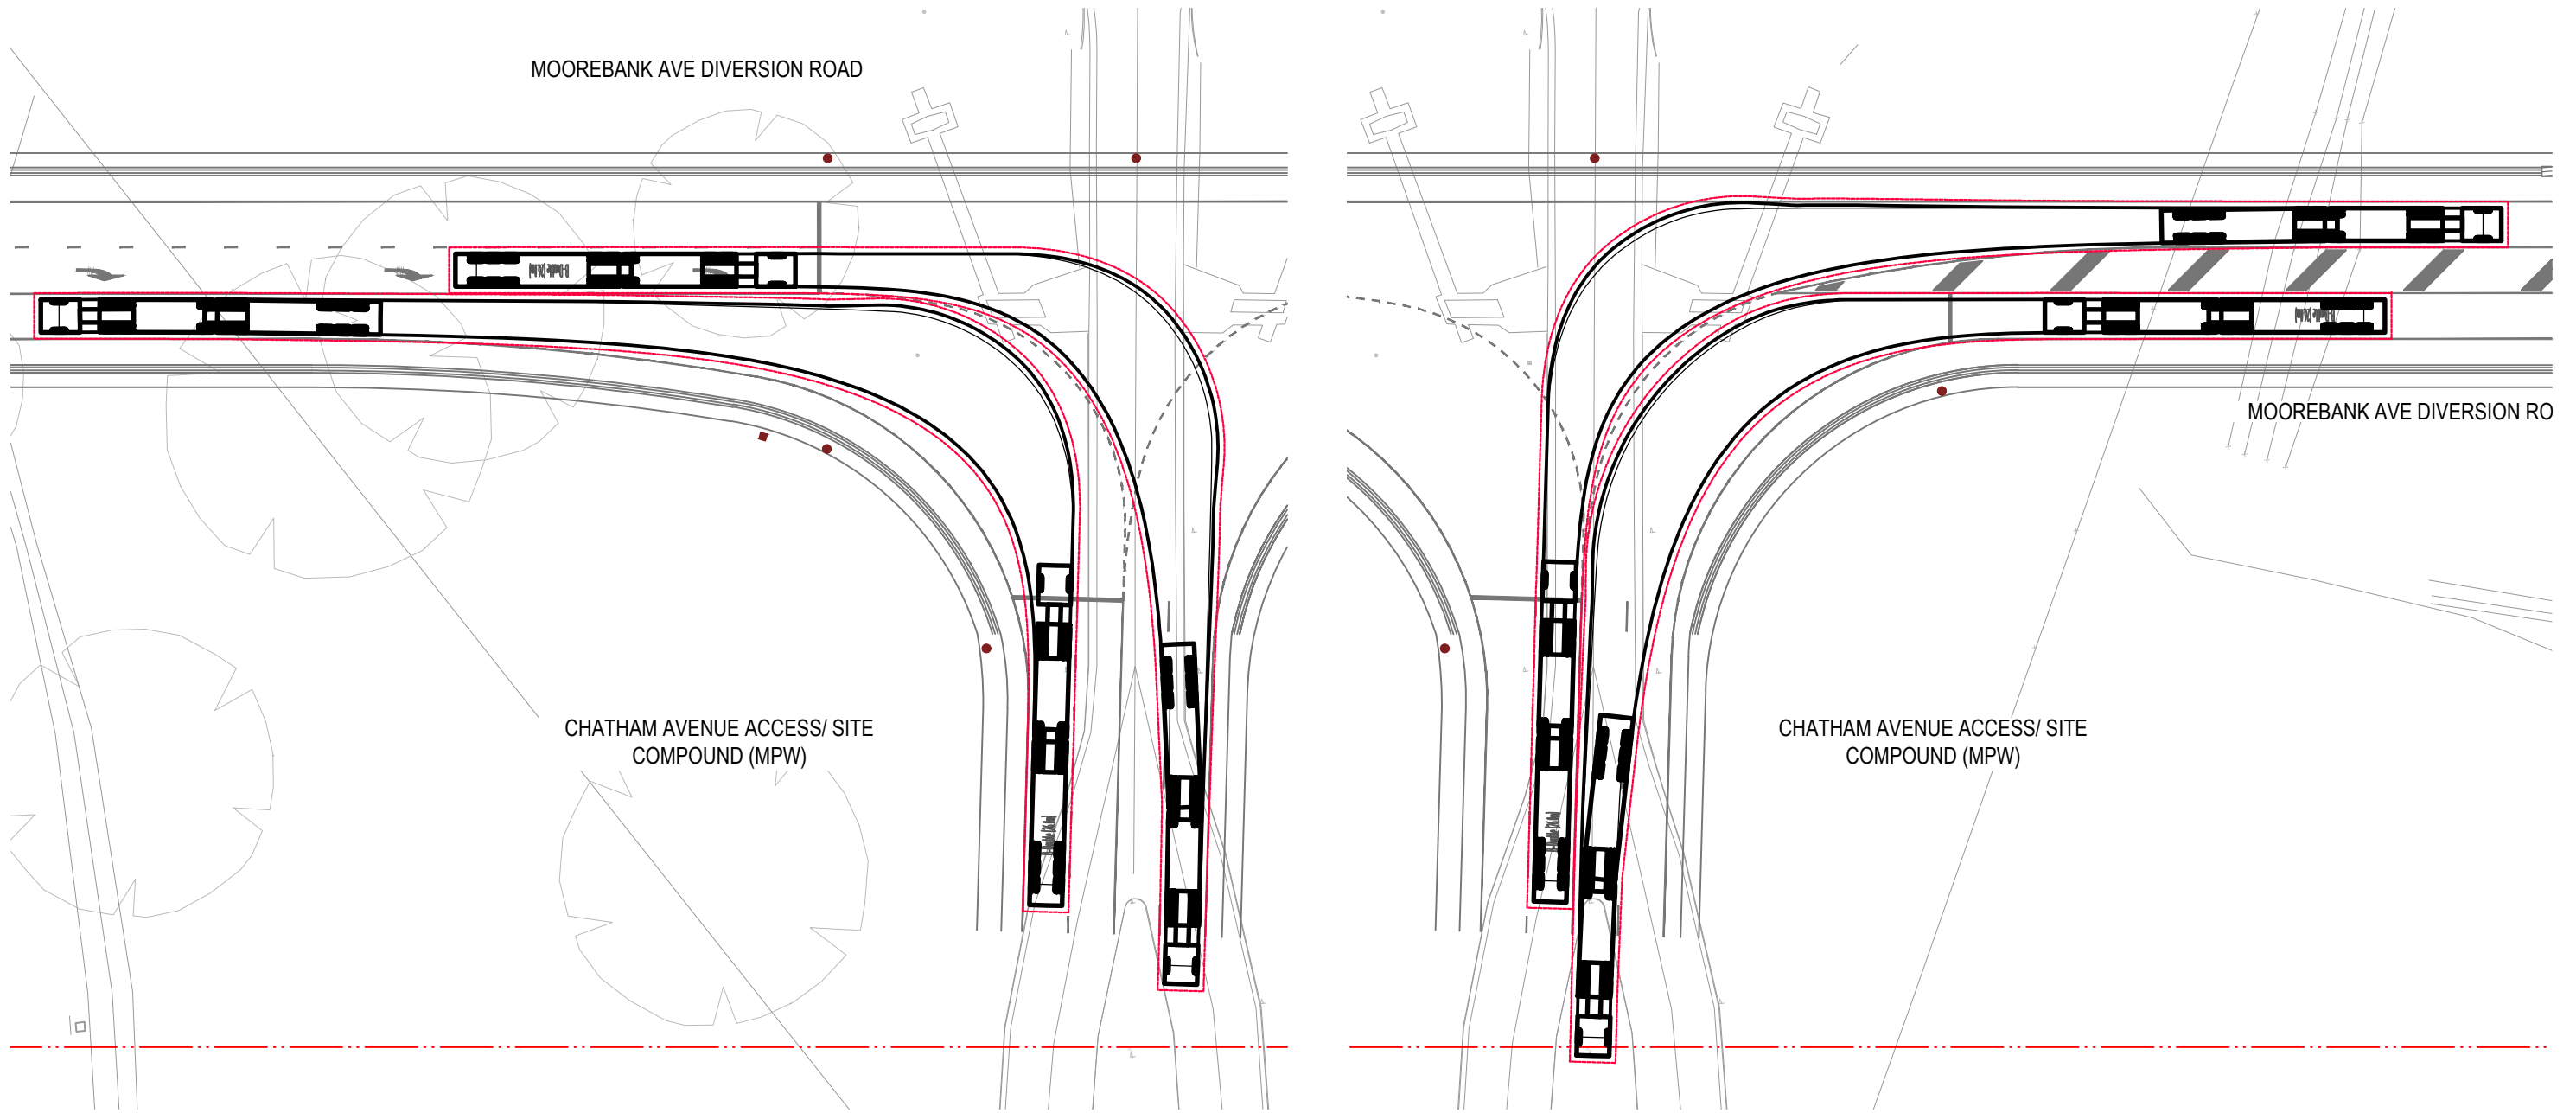 MOOREBANK AVE DIVERSION ROAD
MOOREBANK AVE DIVERSION RO
CHATHAM AVENUE ACCESS/ SITE
COMPOUND (MPW)
CHATHAM AVENUE ACCESS/ SITE
COMPOUND (MPW)